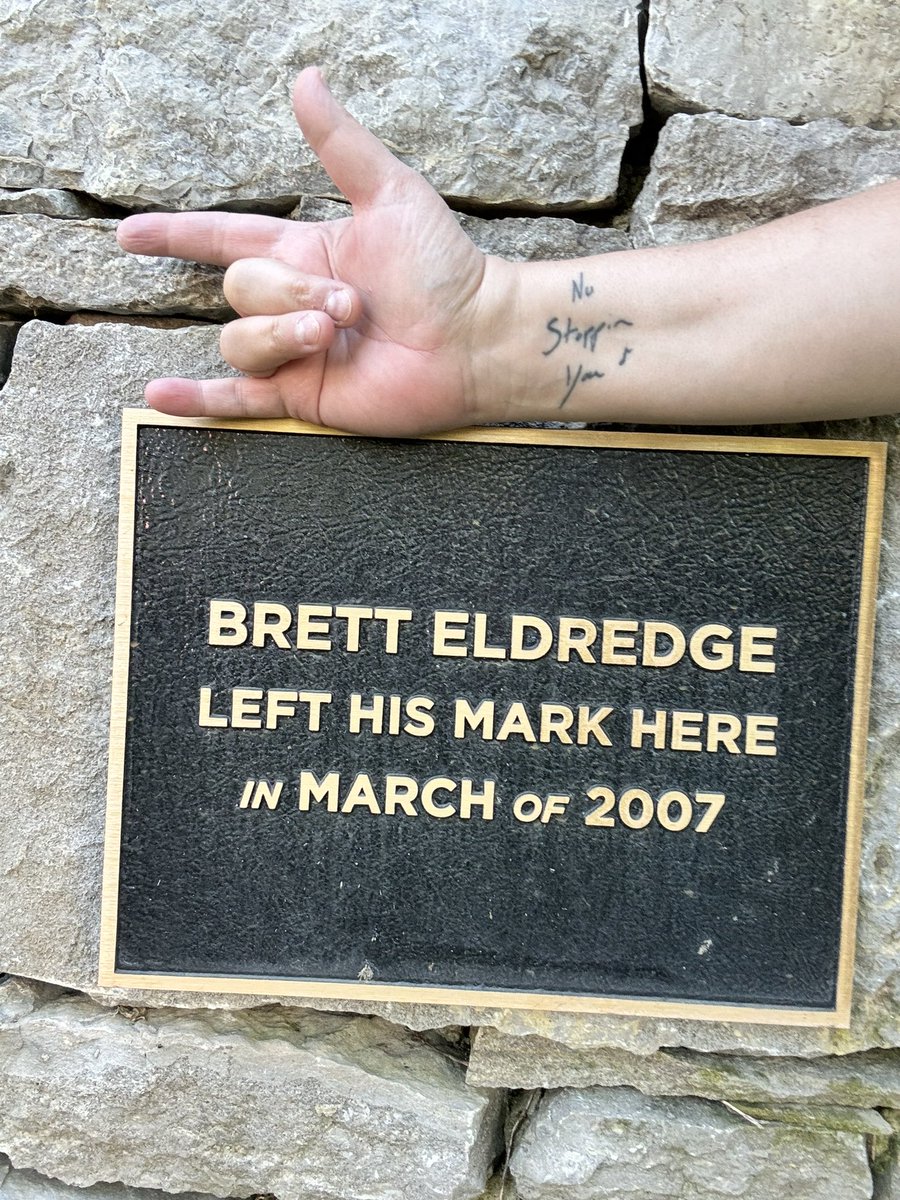 No
Stoppin
You
BRETT ELDREDGE
LEFT HIS MARK HERE
IN MARCH OF 2007